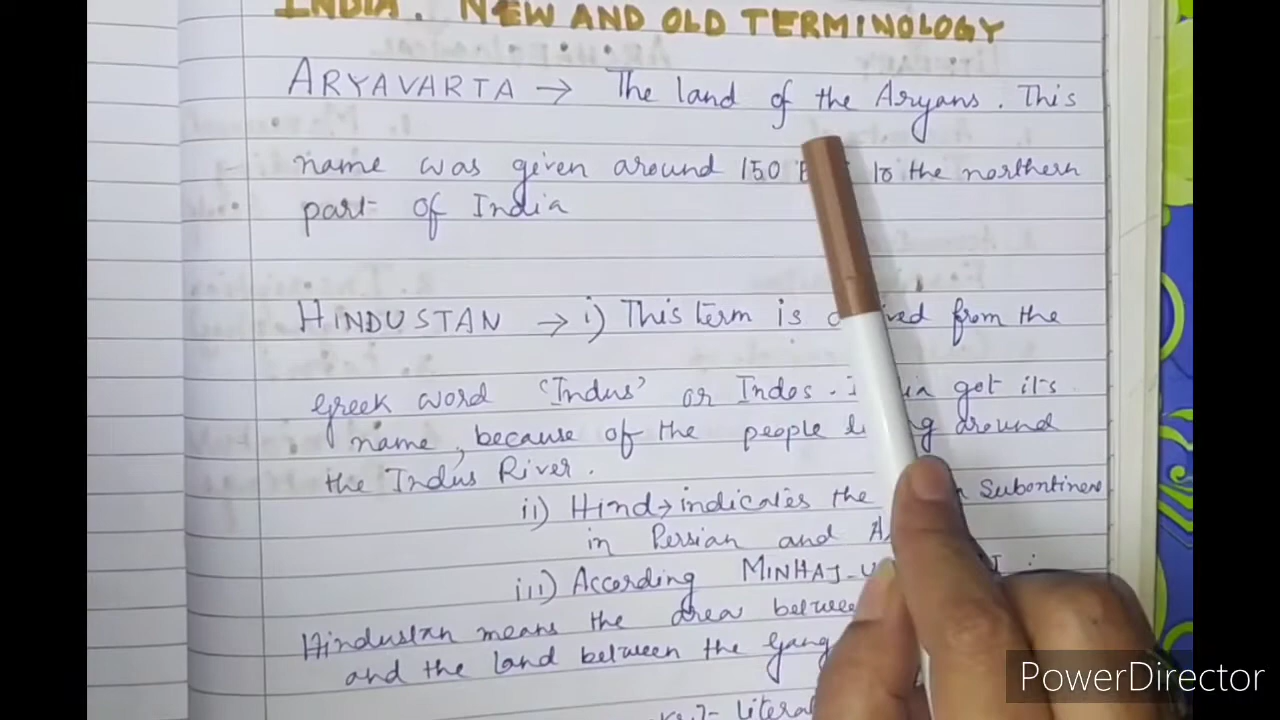 INDIA. NEW AND OLD TERMINOLOGY
ARYAVARTA → The land of the Aryans. This
name was given around 150 to the northern
part of India
HINDUSTAN → i) This term is from the
Greek word 'Indus' or Indos. got it's
name, because of the people around
the Indus River.
ii) Hind → indicates the Subontinent
in Persian and
iii) According MINHAJ-U :
Hindustan means the area between
and the land between the
PowerDirector